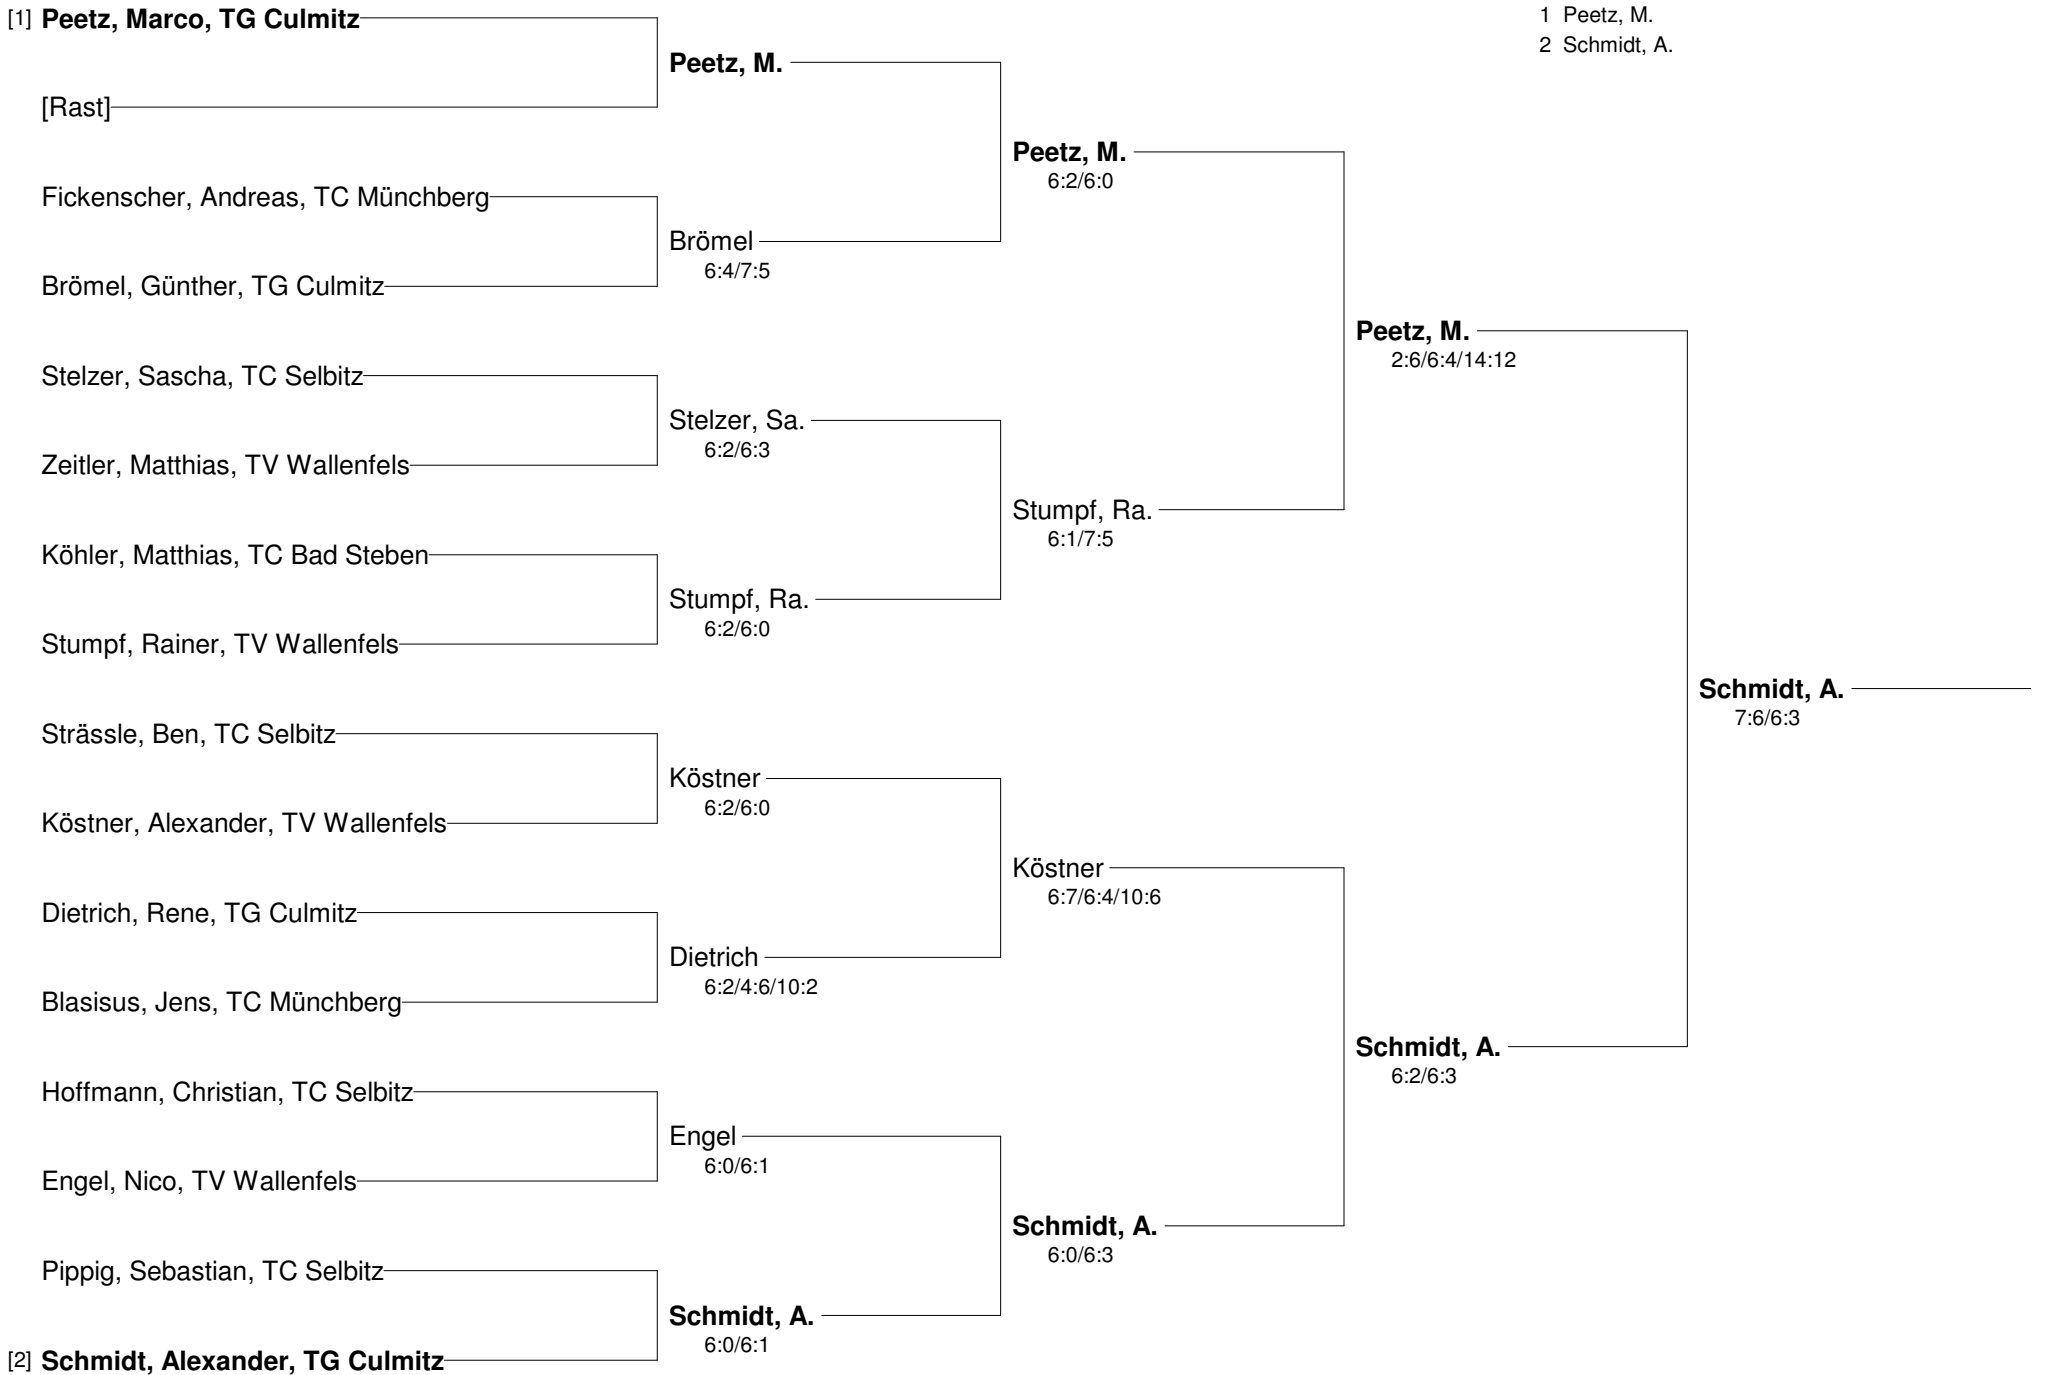 [1] Peetz, Marco, TG Culmitz
[Rast]
Fickenscher, Andreas, TC Münchberg
Brömel, Günther, TG Culmitz
Stelzer, Sascha, TC Selbitz
Zeitler, Matthias, TV Wallenfels
Köhler, Matthias, TC Bad Steben
Stumpf, Rainer, TV Wallenfels
Strässle, Ben, TC Selbitz
Köstner, Alexander, TV Wallenfels
Dietrich, Rene, TG Culmitz
Blasisus, Jens, TC Münchberg
Hoffmann, Christian, TC Selbitz
Engel, Nico, TV Wallenfels
Pippig, Sebastian, TC Selbitz
[2] Schmidt, Alexander, TG Culmitz
Peetz, M.
Brömel
6:4/7:5
Stelzer, Sa.
6:2/6:3
Stumpf, Ra.
6:2/6:0
Köstner
6:2/6:0
Dietrich
6:2/4:6/10:2
Engel
6:0/6:1
Schmidt, A.
6:0/6:1
Peetz, M.
6:2/6:0
Stumpf, Ra.
6:1/7:5
Köstner
6:7/6:4/10:6
Schmidt, A.
6:0/6:3
Peetz, M.
2:6/6:4/14:12
Schmidt, A.
6:2/6:3
Schmidt, A.
7:6/6:3
1 Peetz, M.
2 Schmidt, A.